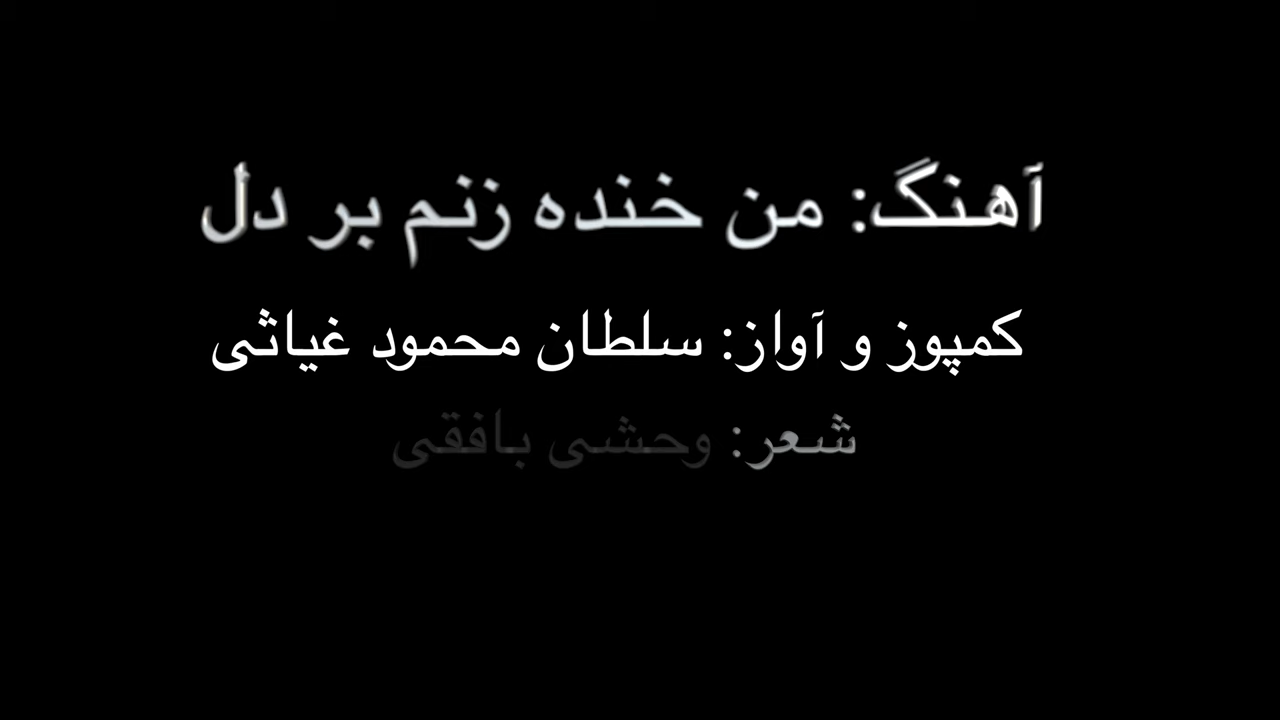 آهنگ: من خنده زنم بر دل
کمپوز و آواز: سلطان محمود غیاثی
شعر: وحشی بافقی